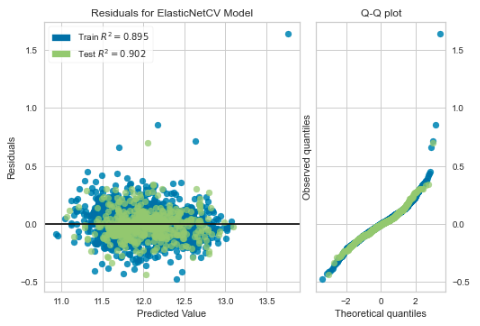 Residuals for ElasticNetCV Model
Q-Q plot
Train R² = 0.895
Test R² = 0.902
Residuals
1.5
1.0
0.5
0.0
−0.5
11.0 11.5 12.0 12.5 13.0 13.5
Predicted Value
Observed quantiles
1.5
1.0
0.5
0.0
−0.5
−2 0 2
Theoretical quantiles